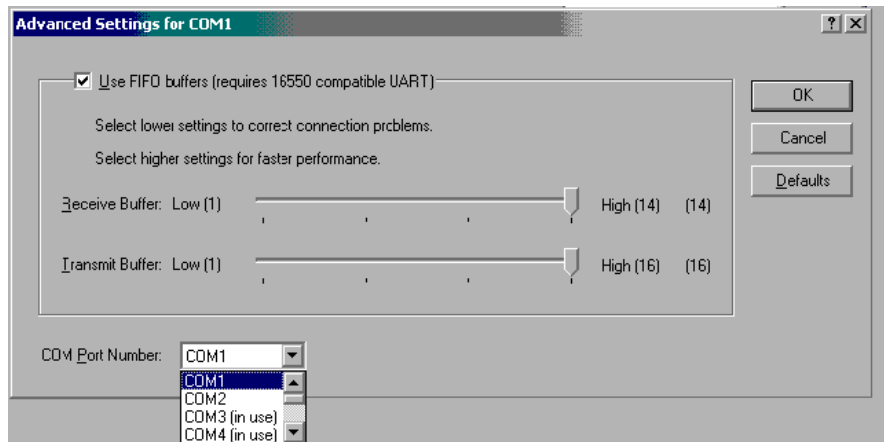 Advanced Settings for COM1
Use FIFO buffers (requires 16550 compatible UART)
OK
Select lower settings to correct connection problems.
Cancel
Select higher settings for faster performance.
Defaults
Receive Buffer: Low (1) High (14) (14)
Transmit Buffer: Low (1) High (16) (16)
COM Port Number: COM1
COM1
COM2
COM3 (in use)
COM4 (in use)